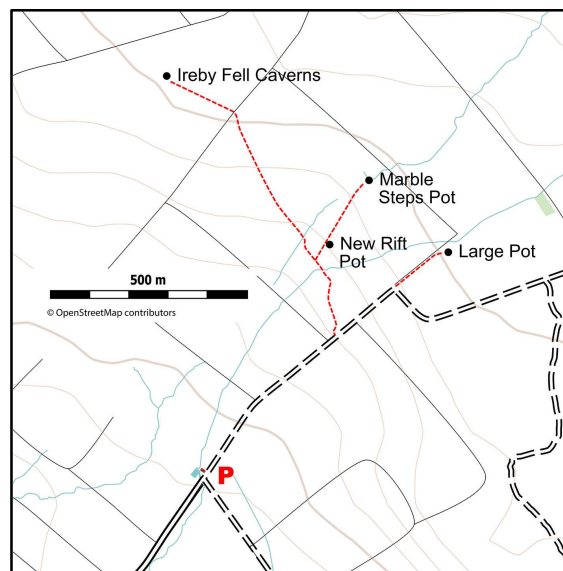 Ireby Fell Caverns
Marble
Steps Pot
New Rift
Pot
Large Pot
500 m
© OpenStreetMap contributors
P